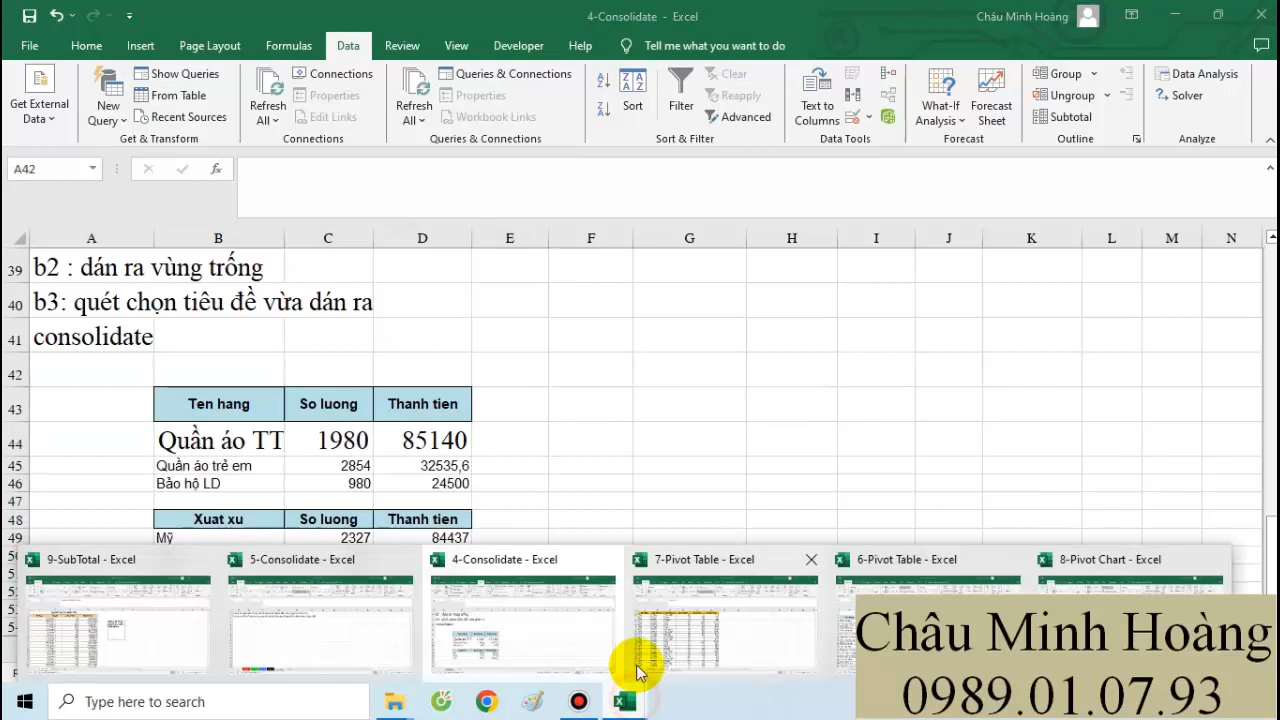 4-Consolidate - Excel
Châu Minh Hoàng
File Home Insert Page Layout Formulas Data Review View Developer Help Tell me what you want to do
Get External Data
New Query
Show Queries
From Table
Recent Sources
Get & Transform
Refresh All
Connections
Properties
Edit Links
Connections
Refresh All
Queries & Connections
Properties
Workbook Links
Queries & Connections
Sort
Filter
Clear
Reapply
Advanced
Sort & Filter
Text to Columns
Data Tools
What-If Analysis
Forecast Sheet
Forecast
Group
Ungroup
Subtotal
Outline
Data Analysis
Solver
Analyze
A42
A B C D E F G H I J K L M N
39 b2 : dán ra vùng trống
40 b3: quét chọn tiêu đề vừa dán ra
41 consolidate
42
43 Ten hang So luong Thanh tien
44 Quần áo TT 1980 85140
45 Quần áo trẻ em 2854 32535,6
46 Bảo hộ LD 980 24500
47
48 Xuat xu So luong Thanh tien
49 Mỹ 2327 84437
9-SubTotal - Excel
5-Consolidate - Excel
4-Consolidate - Excel
7-Pivot Table - Excel
6-Pivot Table - Excel
8-Pivot Chart - Excel
Châu Minh Hoàng
0989.01.07.93
Type here to search